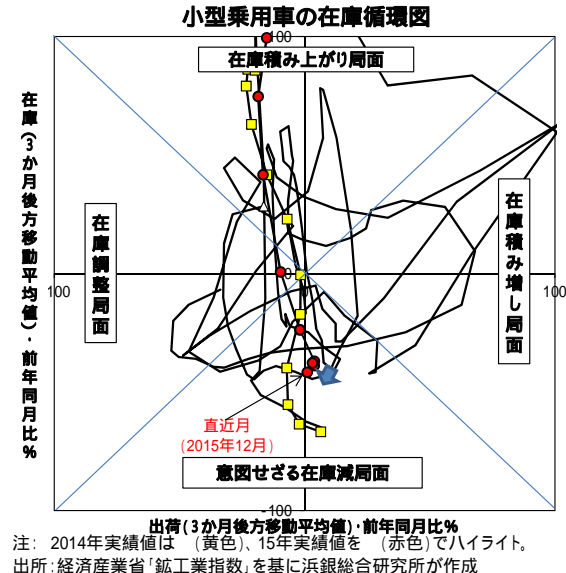 小型乗用車の在庫循環図
100
在庫積み上がり局面
在庫(3か月後方移動平均値)・前年同月比%
在庫調整局面
在庫積み増し局面
100
0
100
直近月
(2015年12月)
意図せざる在庫減局面
-100
出荷(3か月後方移動平均値)・前年同月比%
注: 2014年実績値は (黄色)、15年実績値を (赤色)でハイライト。
出所:経済産業省「鉱工業指数」を基に浜銀総合研究所が作成